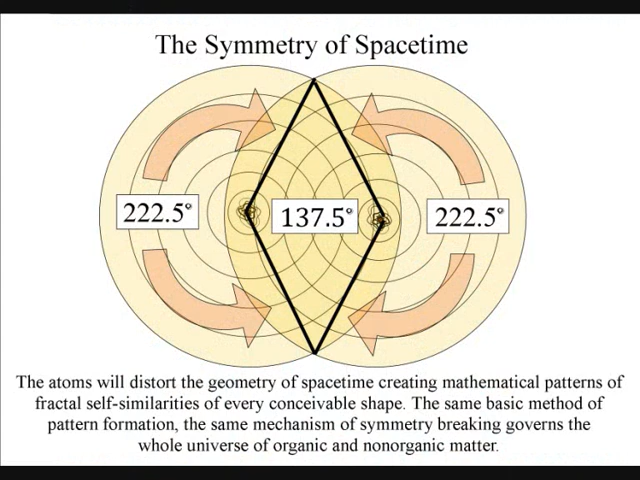 The Symmetry of Spacetime
222.5°
137.5°
222.5°
The atoms will distort the geometry of spacetime creating mathematical patterns of
fractal self-similarities of every conceivable shape. The same basic method of
pattern formation, the same mechanism of symmetry breaking governs the
whole universe of organic and nonorganic matter.